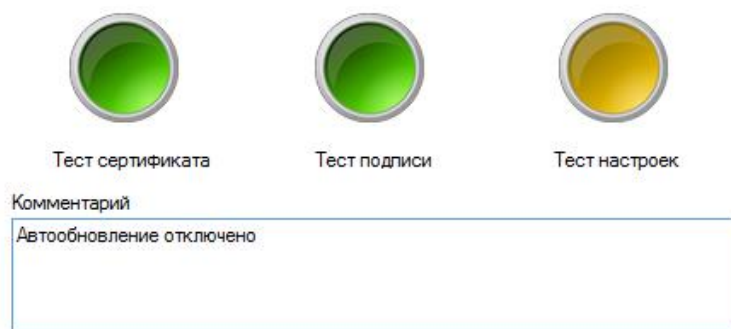 Тест сертификата
Тест подписи
Тест настроек
Комментарий
Автообновление отключено